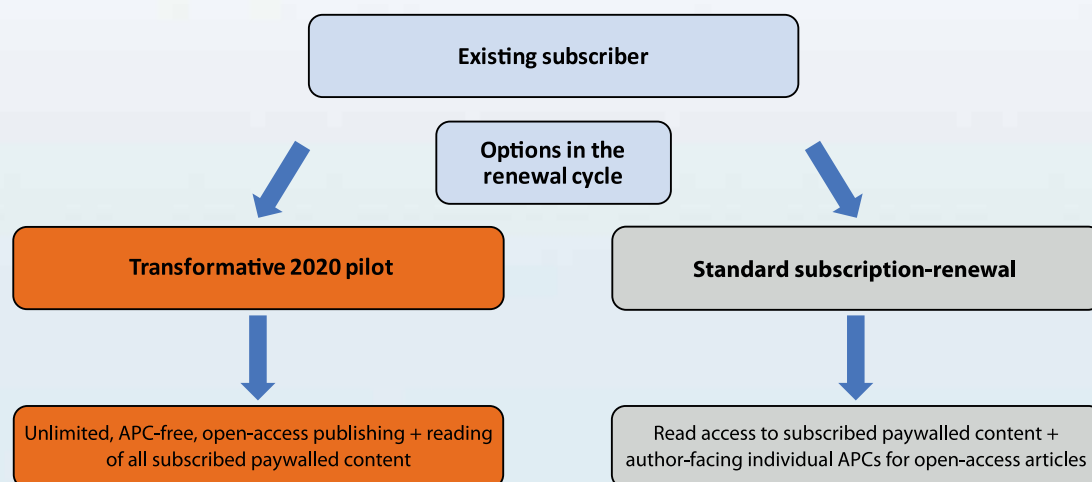 Existing subscriber
Options in the
renewal cycle
Transformative 2020 pilot
Standard subscription-renewal
Unlimited, APC-free, open-access publishing + reading
of all subscribed paywalled content
Read access to subscribed paywalled content +
author-facing individual APCs for open-access articles